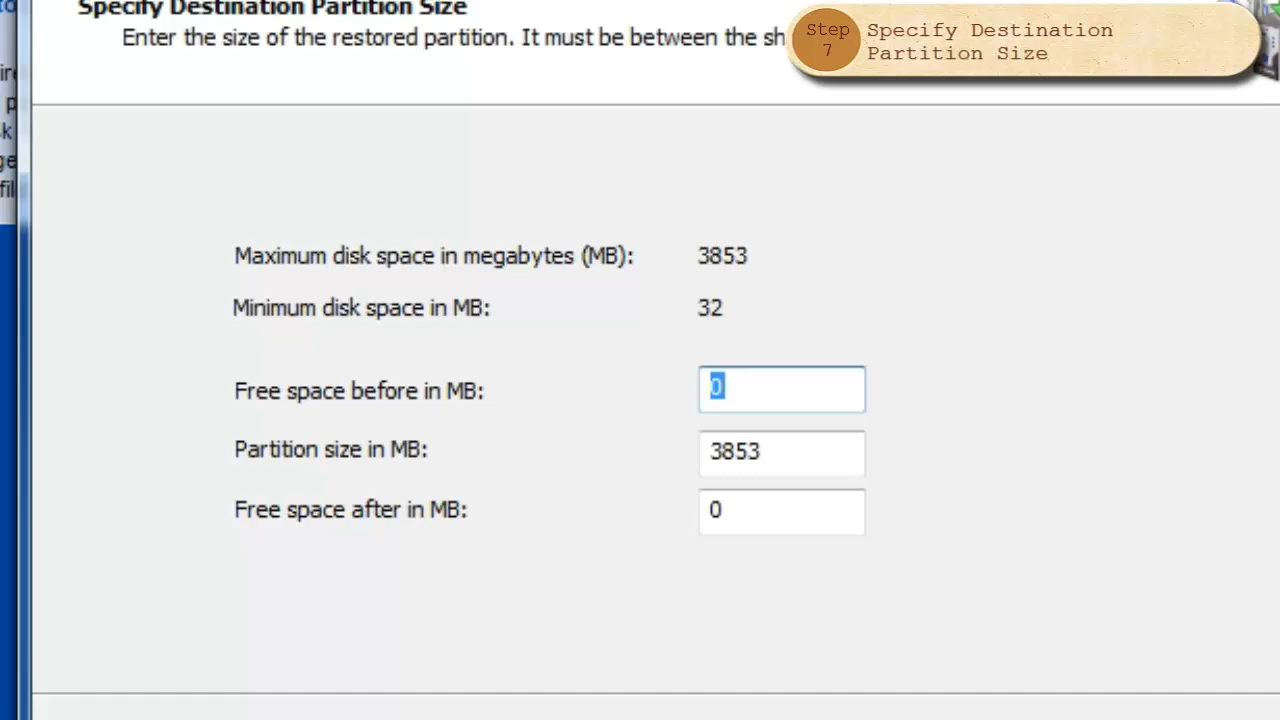 Specify Destination Partition Size
Enter the size of the restored partition. It must be between the sh
Step
7
Specify Destination
Partition Size
Maximum disk space in megabytes (MB): 3853
Minimum disk space in MB: 32
Free space before in MB: 0
Partition size in MB: 3853
Free space after in MB: 0